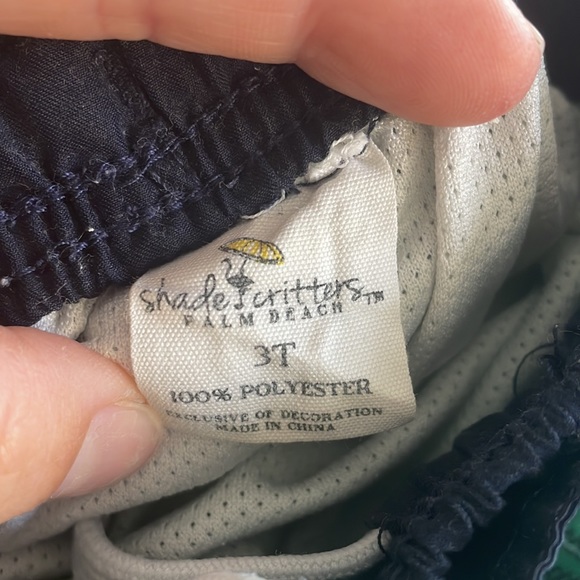 shade critters™
PALM BEACH
3T
100% POLYESTER
EXCLUSIVE OF DECORATION
MADE IN CHINA